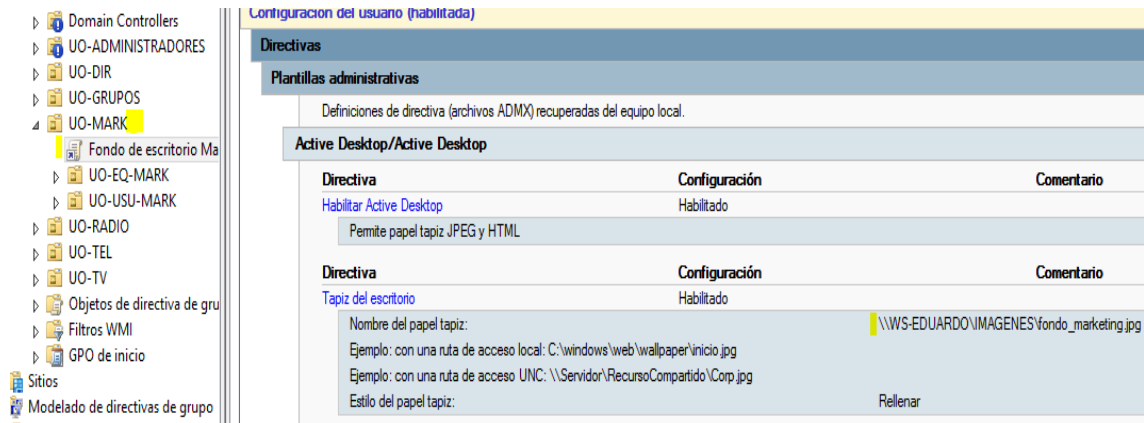 Domain Controllers
UO-ADMINISTRADORES
UO-DIR
UO-GRUPOS
UO-MARK
Fondo de escritorio Ma
UO-EQ-MARK
UO-USU-MARK
UO-RADIO
UO-TEL
UO-TV
Objetos de directiva de gru
Filtros WMI
GPO de inicio
Sitios
Modelado de directivas de grupo
Configuración del usuario (habilitada)
Directivas
Plantillas administrativas
Definiciones de directiva (archivos ADMX) recuperadas del equipo local.
Active Desktop/Active Desktop
Directiva Configuración Comentario
Habilitar Active Desktop Habilitado
Permite papel tapiz JPEG y HTML
Directiva Configuración Comentario
Tapiz del escritorio Habilitado
Nombre del papel tapiz: \\WS-EDUARDO\IMAGENES\fondo_marketing.jpg
Ejemplo: con una ruta de acceso local: C:\windows\web\wallpaper\inicio.jpg
Ejemplo: con una ruta de acceso UNC: \\Servidor\RecursoCompartido\Corp.jpg
Estilo del papel tapiz: Rellenar